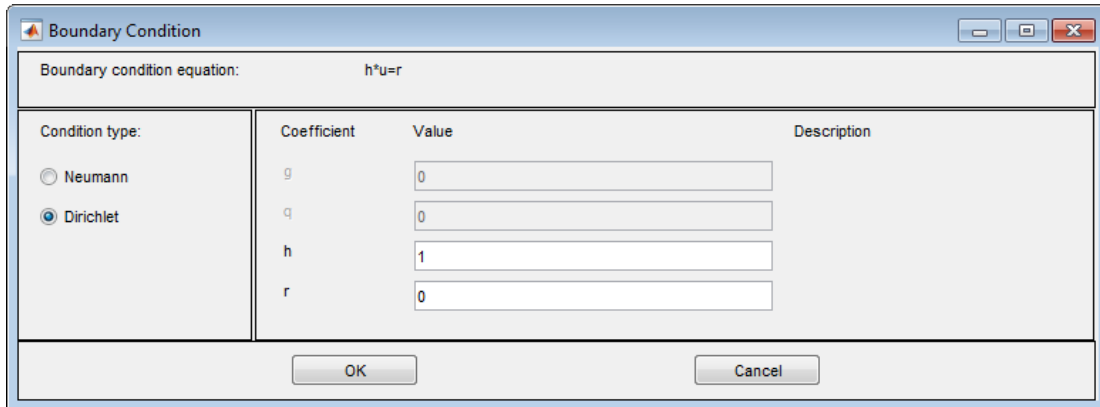 Boundary Condition
Boundary condition equation: h*u=r
Condition type:
Neumann
Dirichlet
Coefficient Value Description
g 0
q 0
h 1
r 0
OK Cancel